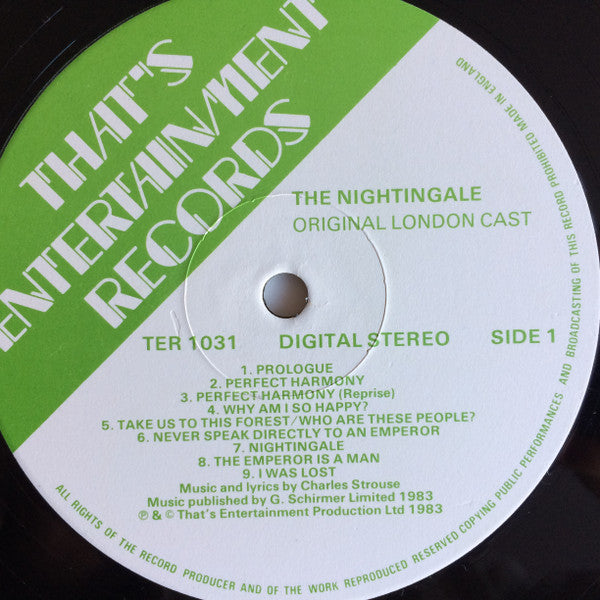 THAT'S
ENTERTAINMENT
RECORDS
THE NIGHTINGALE
ORIGINAL LONDON CAST
TER 1031 DIGITAL STEREO SIDE 1
1. PROLOGUE
2. PERFECT HARMONY
3. PERFECT HARMONY (Reprise)
4. WHY AM I SO HAPPY?
5. TAKE US TO THIS FOREST/WHO ARE THESE PEOPLE?
6. NEVER SPEAK DIRECTLY TO AN EMPEROR
7. NIGHTINGALE
8. THE EMPEROR IS A MAN
9. I WAS LOST
Music and lyrics by Charles Strouse
Music published by G. Schirmer Limited 1983
℗ & © That's Entertainment Production Ltd 1983
ALL RIGHTS OF THE RECORD PRODUCER AND OF THE WORK REPRODUCED RESERVED COPYING PUBLIC PERFORMANCES AND BROADCASTING OF THIS RECORD PROHIBITED MADE IN ENGLAND